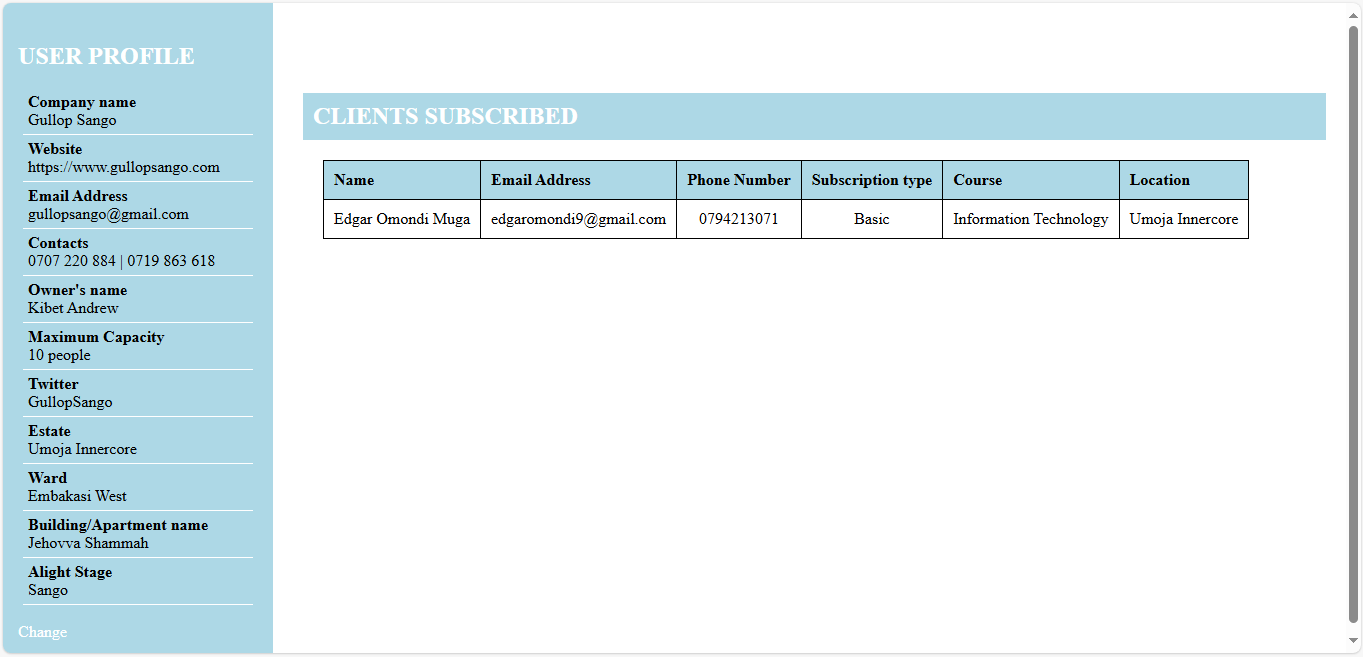 USER PROFILE
Company name
Gullop Sango
Website
https://www.gullopsango.com
Email Address
gullopsango@gmail.com
Contacts
0707 220 884 | 0719 863 618
Owner's name
Kibet Andrew
Maximum Capacity
10 people
Twitter
GullopSango
Estate
Umoja Innercore
Ward
Embakasi West
Building/Apartment name
Jehovva Shammah
Alight Stage
Sango
Change
CLIENTS SUBSCRIBED
Name Email Address Phone Number Subscription type Course Location
Edgar Omondi Muga edgaromondi9@gmail.com 0794213071 Basic Information Technology Umoja Innercore